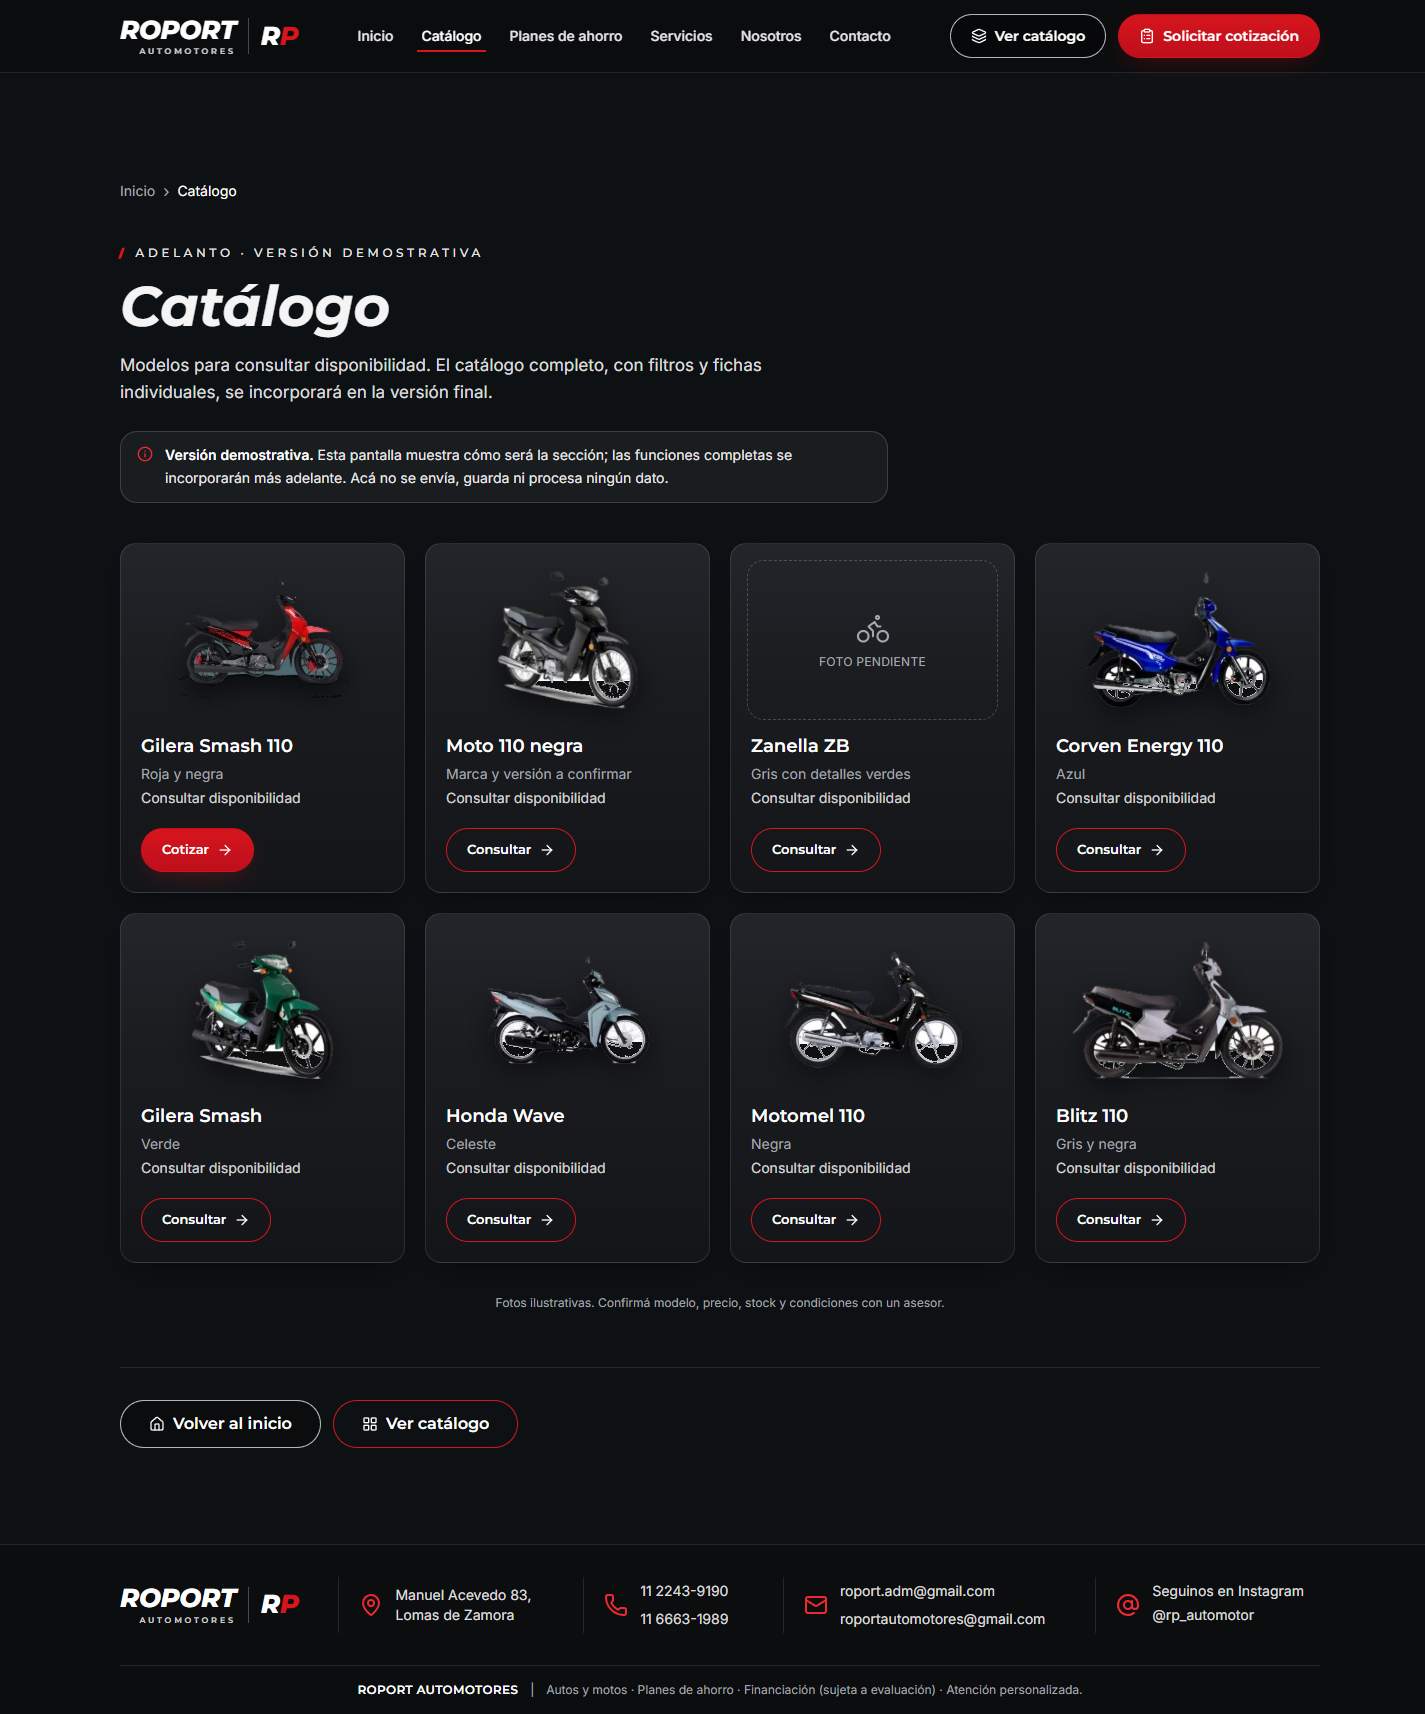 ROPORT AUTOMOTORES RP
Inicio Catálogo Planes de ahorro Servicios Nosotros Contacto
Ver catálogo Solicitar cotización
Inicio › Catálogo
/ ADELANTO · VERSIÓN DEMOSTRATIVA
Catálogo
Modelos para consultar disponibilidad. El catálogo completo, con filtros y fichas
individuales, se incorporará en la versión final.
Versión demostrativa. Esta pantalla muestra cómo será la sección; las funciones completas se
incorporarán más adelante. Acá no se envía, guarda ni procesa ningún dato.
Gilera Smash 110
Roja y negra
Consultar disponibilidad
Cotizar →
Moto 110 negra
Marca y versión a confirmar
Consultar disponibilidad
Consultar →
FOTO PENDIENTE
Zanella ZB
Gris con detalles verdes
Consultar disponibilidad
Consultar →
Corven Energy 110
Azul
Consultar disponibilidad
Consultar →
Gilera Smash
Verde
Consultar disponibilidad
Consultar →
Honda Wave
Celeste
Consultar disponibilidad
Consultar →
Motomel 110
Negra
Consultar disponibilidad
Consultar →
BLITZ
Blitz 110
Gris y negra
Consultar disponibilidad
Consultar →
Fotos ilustrativas. Confirmá modelo, precio, stock y condiciones con un asesor.
Volver al inicio
Ver catálogo
ROPORT AUTOMOTORES RP
Manuel Acevedo 83,
Lomas de Zamora
11 2243-9190
11 6663-1989
roport.adm@gmail.com
roportautomotores@gmail.com
Seguinos en Instagram
@rp_automotor
ROPORT AUTOMOTORES | Autos y motos · Planes de ahorro · Financiación (sujeta a evaluación) · Atención personalizada.